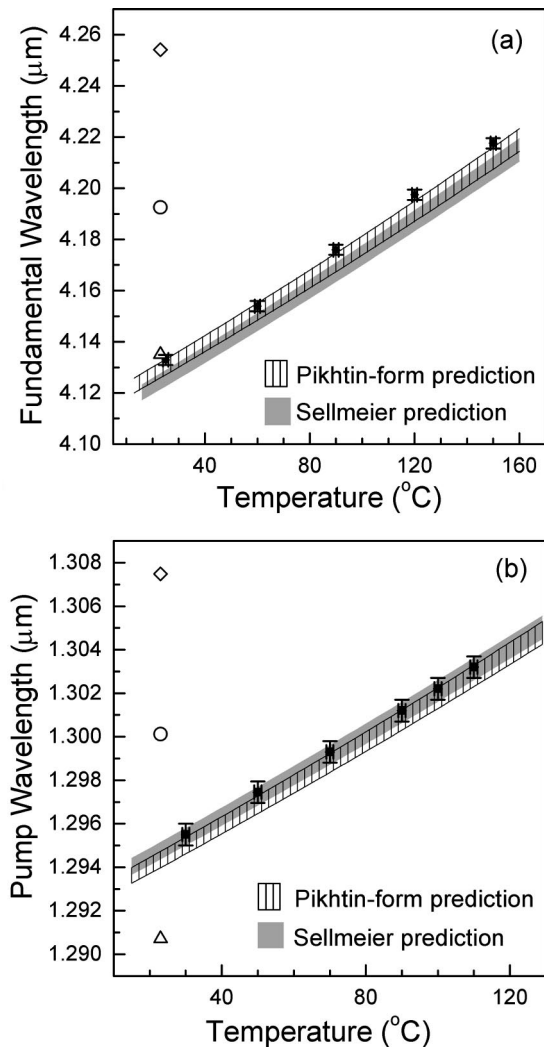 (a)
4.26
4.24
4.22
4.20
4.18
4.16
4.14
4.12
4.10
Fundamental Wavelength (μm)
Pikhtin-form prediction
Sellmeier prediction
40 80 120 160
Temperature (°C)
(b)
1.308
1.306
1.304
1.302
1.300
1.298
1.296
1.294
1.292
1.290
Pump Wavelength (μm)
Pikhtin-form prediction
Sellmeier prediction
40 80 120
Temperature (°C)